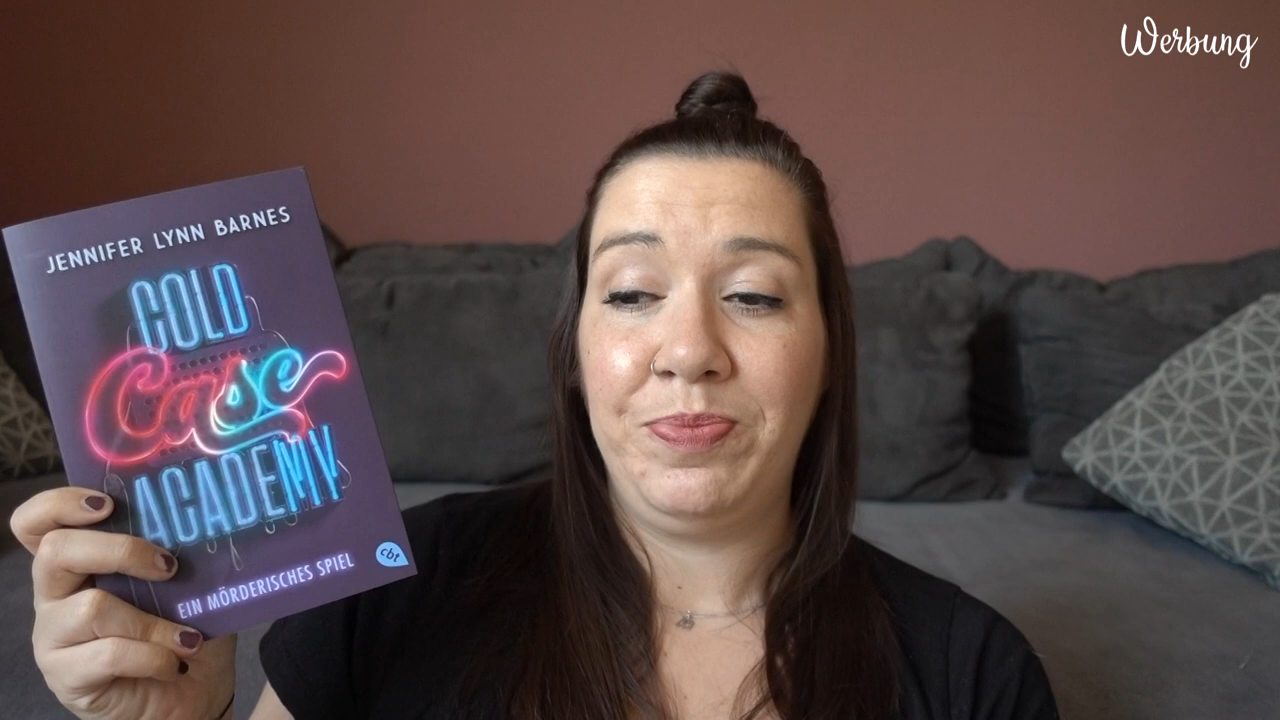 Werbung
JENNIFER LYNN BARNES
COLD
Case
ACADEMY
EIN MÖRDERISCHES SPIEL
cbt